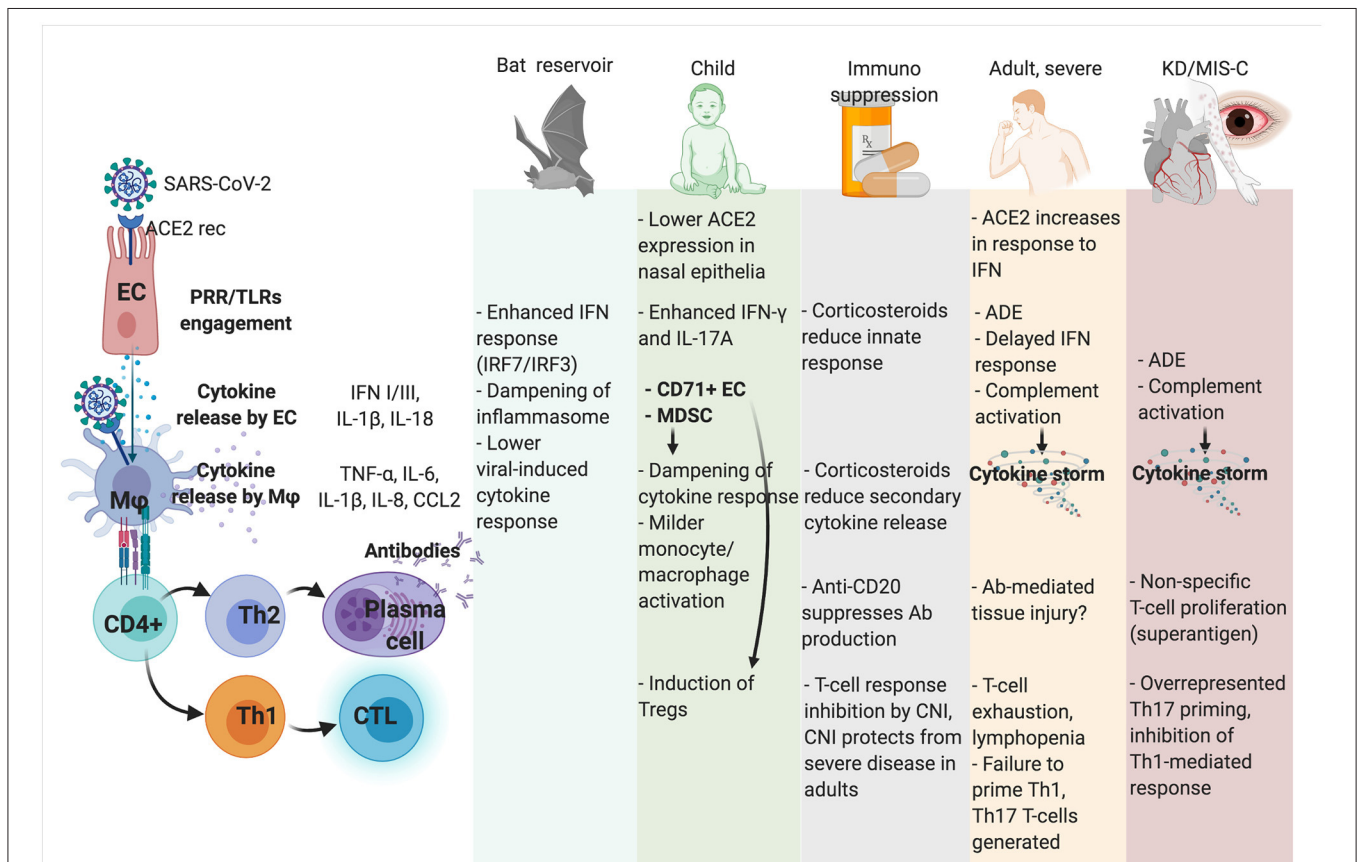 Bat reservoir
Child
Immuno
suppression
Adult, severe
KD/MIS-C
Rx
SARS-CoV-2
ACE2 rec
EC
PRR/TLRs
engagement
Cytokine
release by EC
IFN I/III,
IL-1β, IL-18
Mφ
Cytokine
release by Mφ
TNF-α, IL-6,
IL-1β, IL-8, CCL2
Antibodies
CD4+
Th2
Plasma
cell
Th1
CTL
- Enhanced IFN
response
(IRF7/IRF3)
- Dampening of
inflammasome
- Lower
viral-induced
cytokine
response
- Lower ACE2
expression in
nasal epithelia
- Enhanced IFN-γ
and IL-17A
- CD71+ EC
- MDSC
- Dampening of
cytokine response
- Milder
monocyte/
macrophage
activation
- Induction of
Tregs
- Corticosteroids
reduce innate
response
- Corticosteroids
reduce secondary
cytokine release
- Anti-CD20
suppresses Ab
production
- T-cell response
inhibition by CNI,
CNI protects from
severe disease in
adults
- ACE2 increases
in response to
IFN
- ADE
- Delayed IFN
response
- Complement
activation
Cytokine storm
- Ab-mediated
tissue injury?
- T-cell
exhaustion,
lymphopenia
- Failure to
prime Th1,
Th17 T-cells
generated
- ADE
- Complement
activation
Cytokine storm
- Non-specific
T-cell proliferation
(superantigen)
- Overrepresented
Th17 priming,
inhibition of
Th1-mediated
response